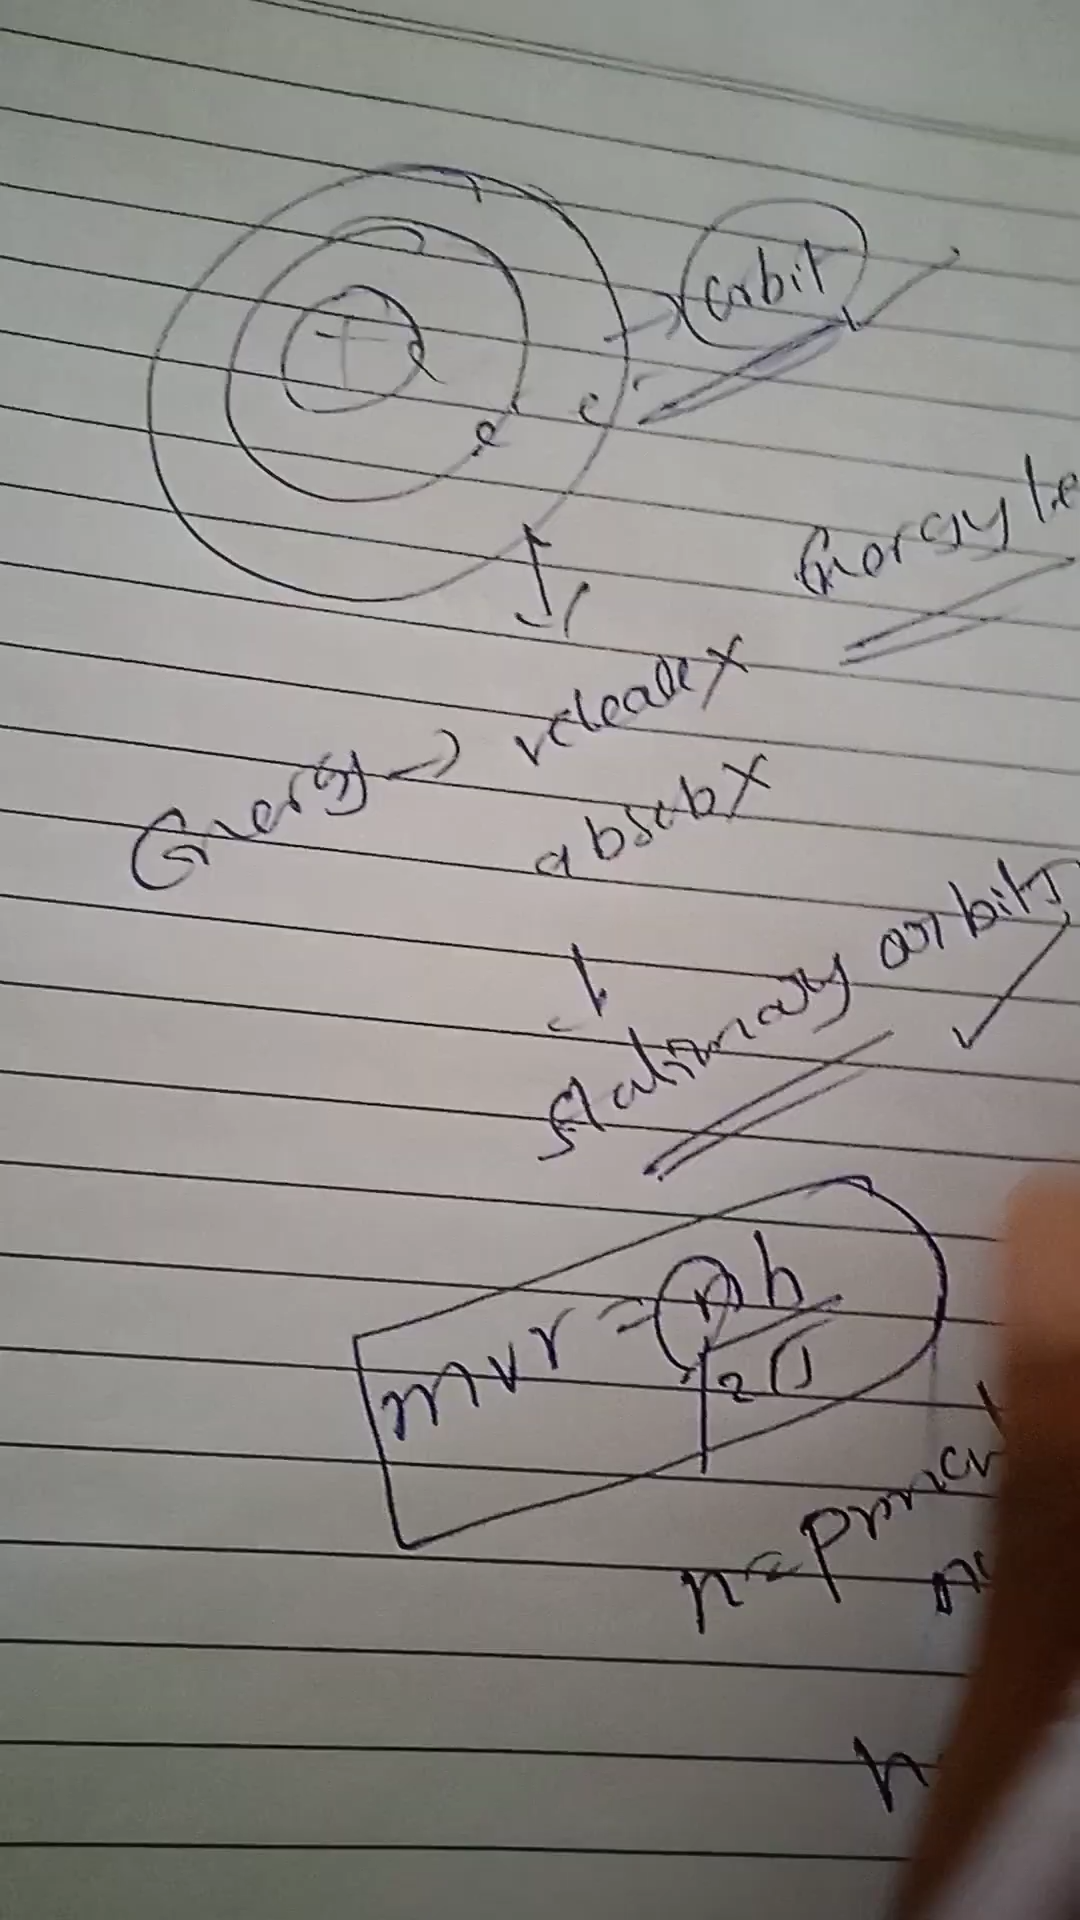 +
orbit
e
e
Energy le
Energy → release X
absorb X
stationary orbits
mvr = nh
2π
n = princi
n